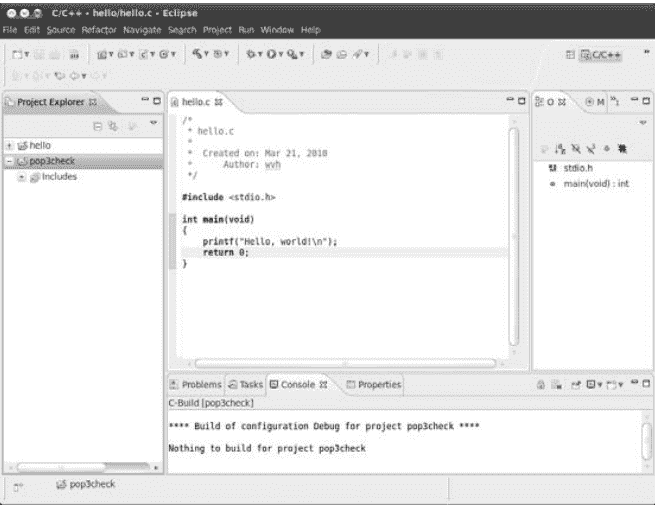 C/C++ - hello/hello.c - Eclipse
File Edit Source Refactor Navigate Search Project Run Window Help
C/C++
Project Explorer
hello.c
O
M
hello
pop3check
Includes
/*
* hello.c
*
* Created on: Mar 21, 2010
* Author: wvh
*/
#include <stdio.h>
int main(void)
{
printf("Hello, world!\n");
return 0;
}
stdio.h
main(void) : int
Problems Tasks Console Properties
C-Build [pop3check]
**** Build of configuration Debug for project pop3check ****
Nothing to build for project pop3check
pop3check